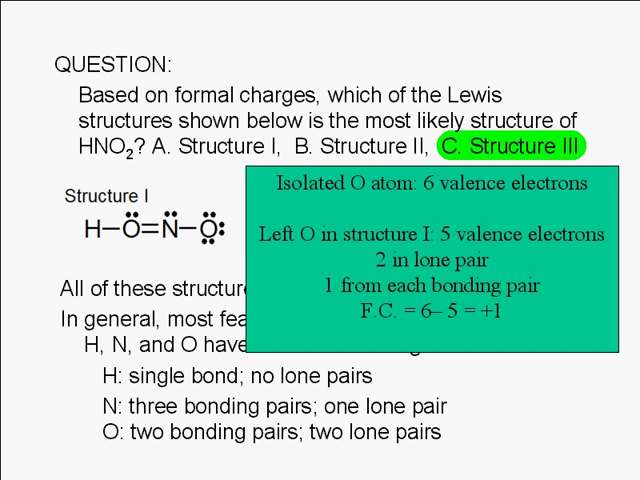 QUESTION:
Based on formal charges, which of the Lewis
structures shown below is the most likely structure of
HNO2? A. Structure I, B. Structure II, C. Structure III
Isolated O atom: 6 valence electrons
Structure I
H–O=N–O:
Left O in structure I: 5 valence electrons
2 in lone pair
1 from each bonding pair
F.C. = 6– 5 = +1
All of these structure
In general, most fea
H, N, and O have
H: single bond; no lone pairs
N: three bonding pairs; one lone pair
O: two bonding pairs; two lone pairs